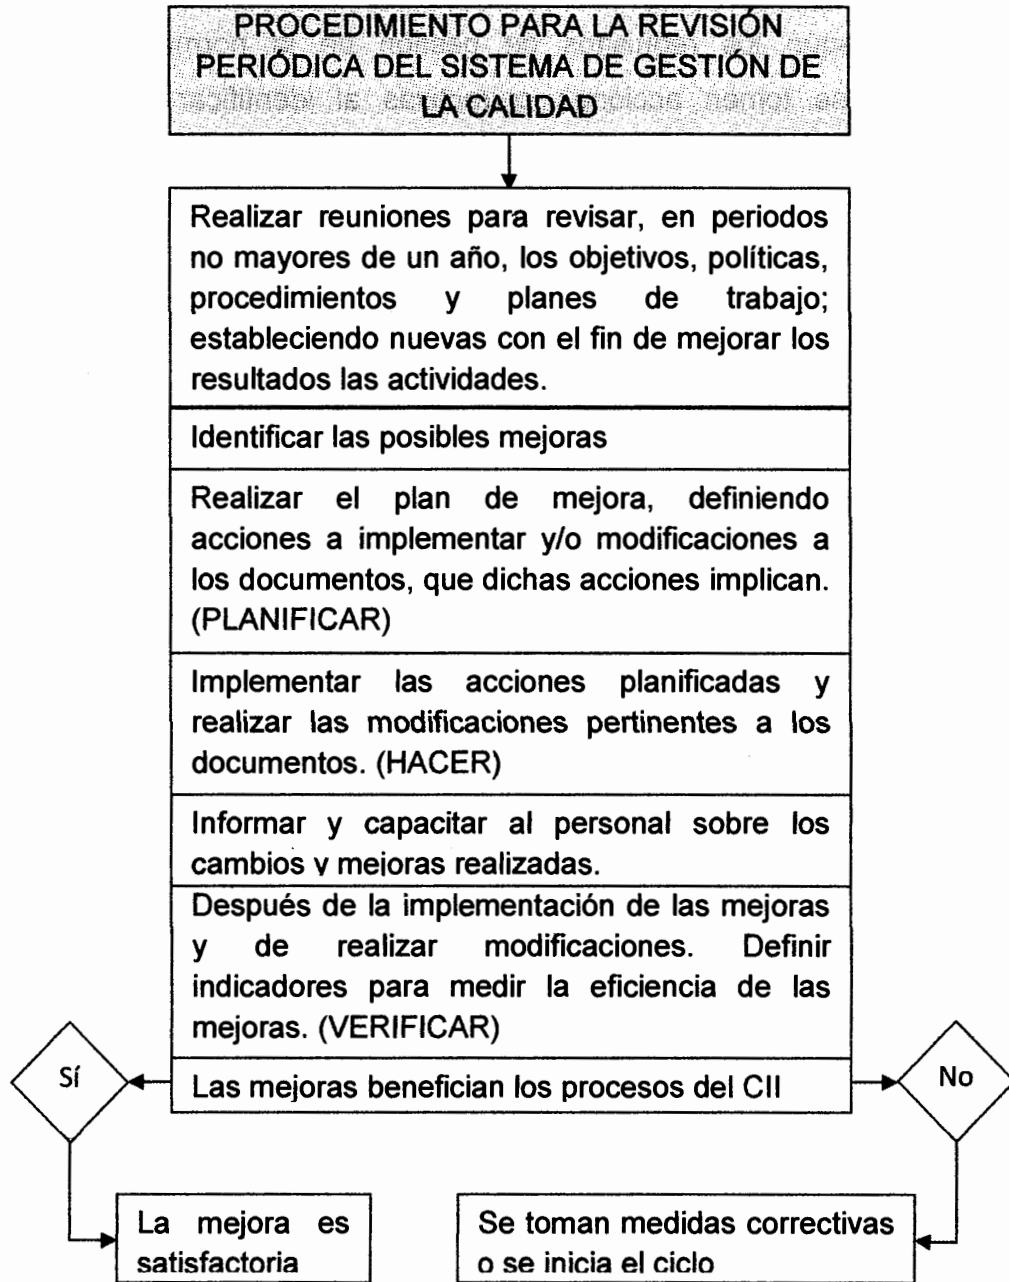 PROCEDIMIENTO PARA LA REVISIÓN
PERIÓDICA DEL SISTEMA DE GESTIÓN DE
LA CALIDAD
Realizar reuniones para revisar, en periodos
no mayores de un año, los objetivos, políticas,
procedimientos y planes de trabajo;
estableciendo nuevas con el fin de mejorar los
resultados las actividades.
Identificar las posibles mejoras
Realizar el plan de mejora, definiendo
acciones a implementar y/o modificaciones a
los documentos, que dichas acciones implican.
(PLANIFICAR)
Implementar las acciones planificadas y
realizar las modificaciones pertinentes a los
documentos. (HACER)
Informar y capacitar al personal sobre los
cambios y mejoras realizadas.
Después de la implementación de las mejoras
y de realizar modificaciones. Definir
indicadores para medir la eficiencia de las
mejoras. (VERIFICAR)
Sí
Las mejoras benefician los procesos del CII
No
La mejora es
satisfactoria
Se toman medidas correctivas
o se inicia el ciclo